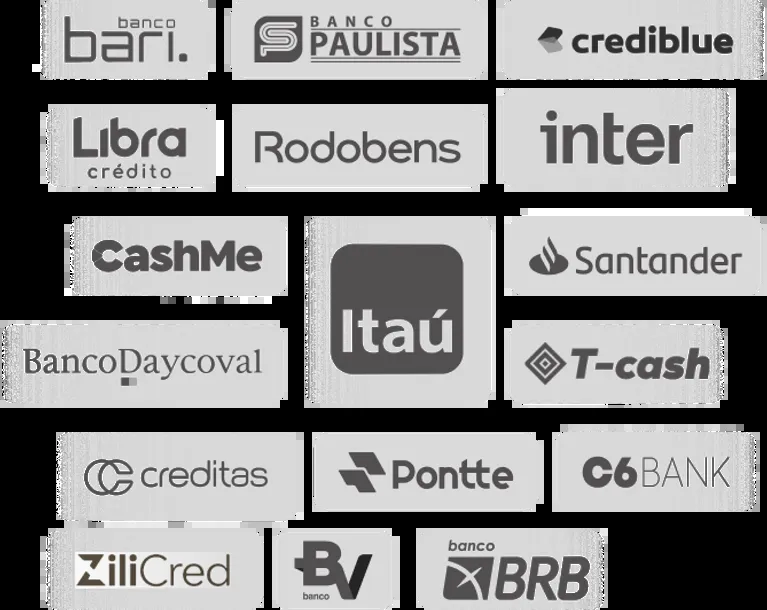 banco
bari.
BANCO
PAULISTA
crediblue
Libra
crédito
Rodobens
inter
CashMe
Itaú
Santander
BancoDaycoval
T-cash
creditas
Pontte
C6BANK
ZiliCred
BV
banco
banco
BRB